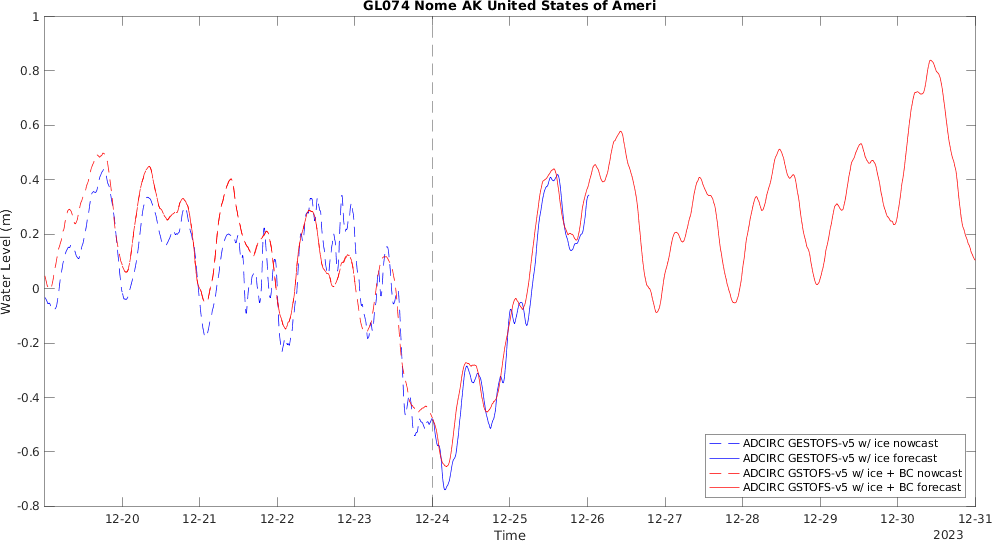 GL074 Nome AK United States of Ameri
1
0.8
0.6
0.4
0.2
0
-0.2
-0.4
-0.6
-0.8
Water Level (m)
ADCIRC GESTOFS-v5 w/ ice nowcast
ADCIRC GESTOFS-v5 w/ ice forecast
ADCIRC GSTOFS-v5 w/ ice + BC nowcast
ADCIRC GSTOFS-v5 w/ ice + BC forecast
12-20 12-21 12-22 12-23 12-24 12-25 12-26 12-27 12-28 12-29 12-30 12-31
Time
2023